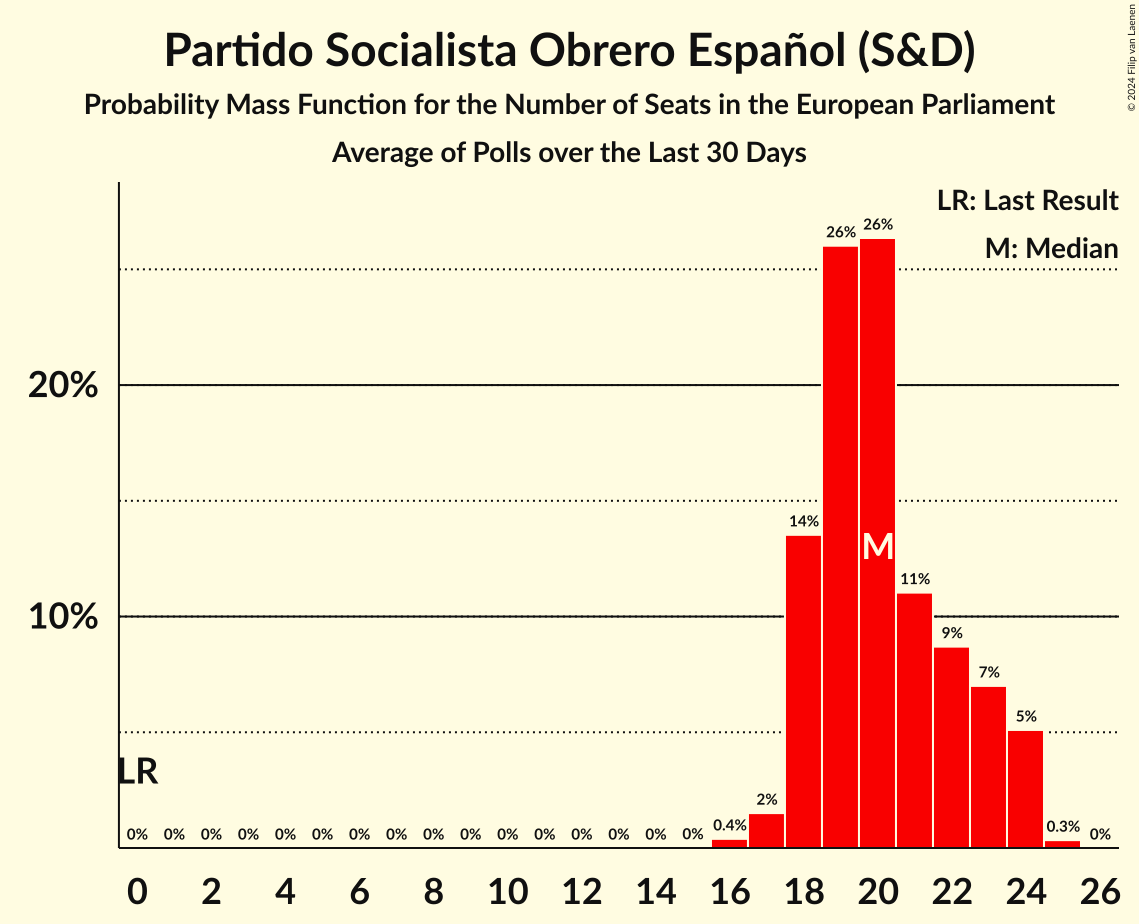 Partido Socialista Obrero Español (S&D)
Probability Mass Function for the Number of Seats in the European Parliament
Average of Polls over the Last 30 Days
© 2024 Filip van Laenen
LR: Last Result
M: Median
26% 26%
20%
14%
M
11%
10%
9%
7%
5%
LR
2%
0% 0% 0% 0% 0% 0% 0% 0% 0% 0% 0% 0% 0% 0% 0% 0% 0.4% 0.3% 0%
0 2 4 6 8 10 12 14 16 18 20 22 24 26